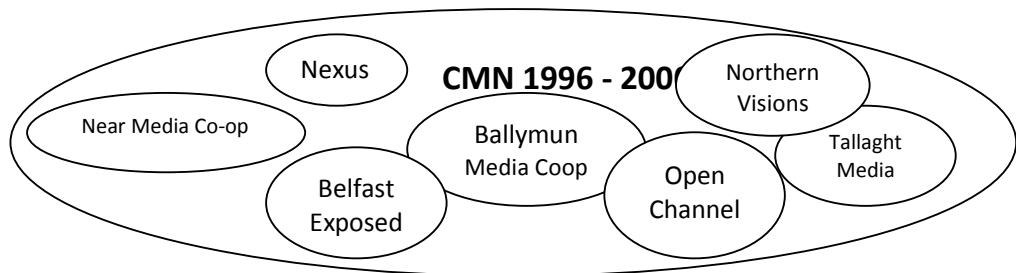 Nexus
CMN 1996 - 200
Northern
Visions
Near Media Co-op
Ballymun
Media Coop
Tallaght
Media
Belfast
Exposed
Open
Channel